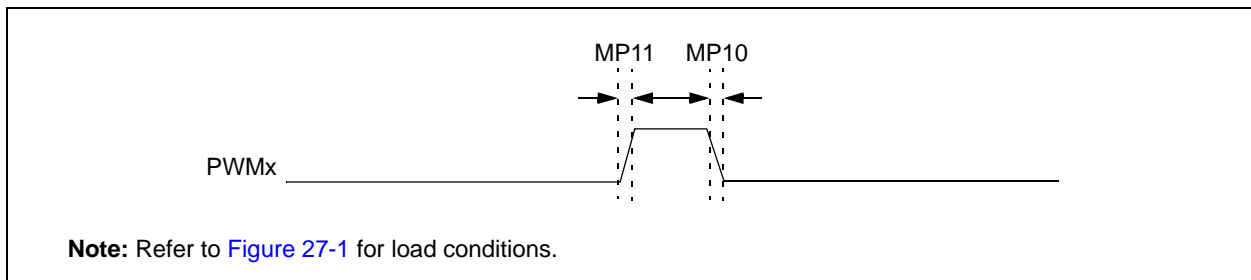 MP11 MP10
PWMx
Note: Refer to Figure 27-1 for load conditions.